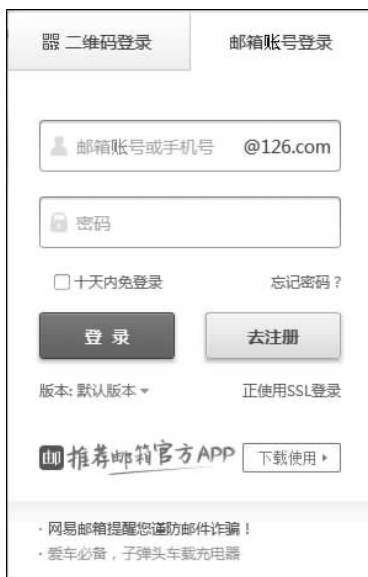 二维码登录 邮箱账号登录
邮箱账号或手机号 @126.com
密码
十天内免登录 忘记密码？
登 录 去注册
版本: 默认版本 正使用SSL登录
邮 推荐邮箱官方APP 下载使用
· 网易邮箱提醒您谨防邮件诈骗！
· 爱车必备，子弹头车载充电器